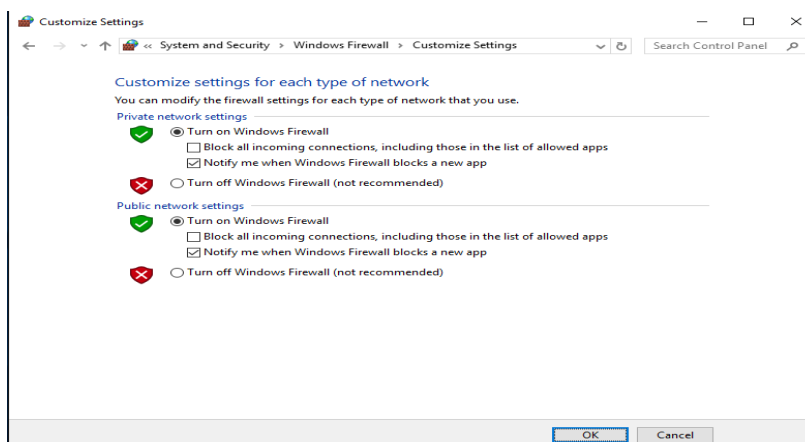 Customize Settings
« System and Security › Windows Firewall › Customize Settings
Search Control Panel
Customize settings for each type of network
You can modify the firewall settings for each type of network that you use.
Private network settings
Turn on Windows Firewall
Block all incoming connections, including those in the list of allowed apps
Notify me when Windows Firewall blocks a new app
Turn off Windows Firewall (not recommended)
Public network settings
Turn on Windows Firewall
Block all incoming connections, including those in the list of allowed apps
Notify me when Windows Firewall blocks a new app
Turn off Windows Firewall (not recommended)
OK Cancel